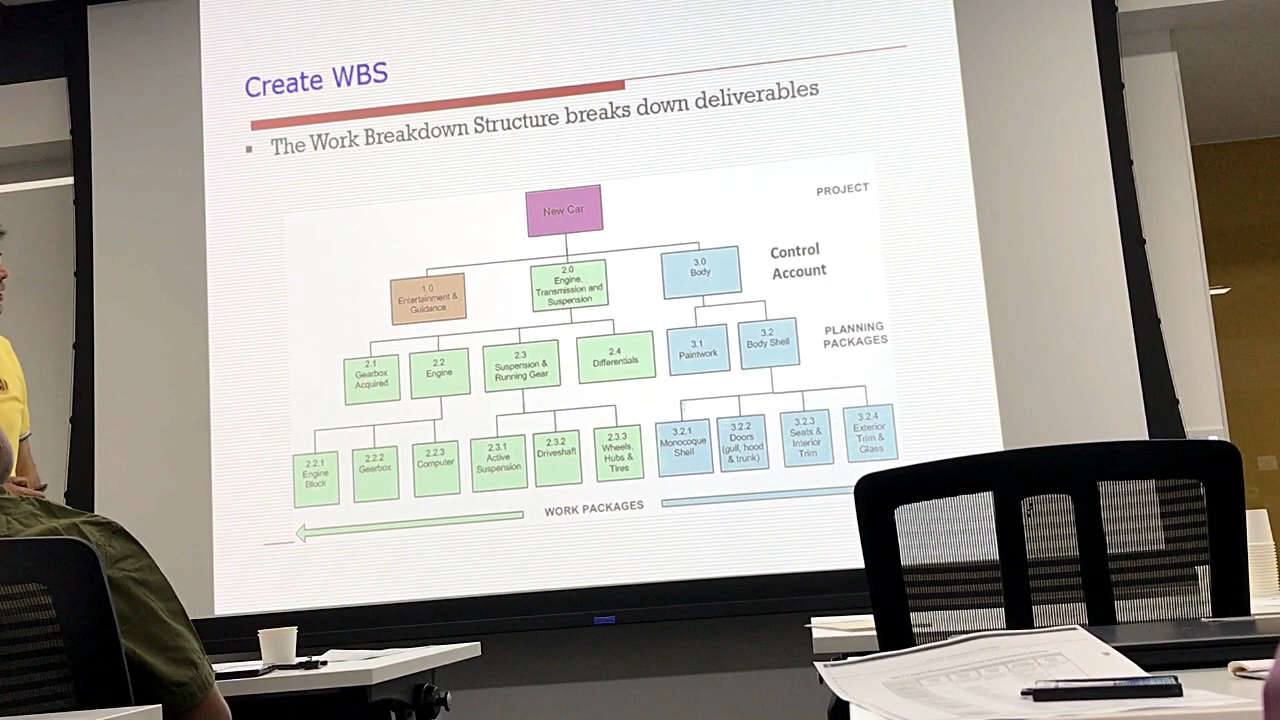 Create WBS
The Work Breakdown Structure breaks down deliverables
PROJECT
New Car
Control
Account
1.0
Entertainment &
Guidance
2.0
Engine,
Transmission and
Suspension
3.0
Body
PLANNING
PACKAGES
2.1
Gearbox
Acquired
2.2
Engine
2.3
Suspension &
Running Gear
2.4
Differentials
3.1
Paintwork
3.2
Body Shell
2.2.1
Engine
Block
2.2.2
Gearbox
2.2.3
Computer
2.3.1
Active
Suspension
2.3.2
Driveshaft
2.3.3
Wheels,
Hubs &
Tires
3.2.1
Monocoque
Shell
3.2.2
Doors
(gull, hood
& trunk)
3.2.3
Seats &
Interior
Trim
3.2.4
Exterior
Trim &
Glass
WORK PACKAGES